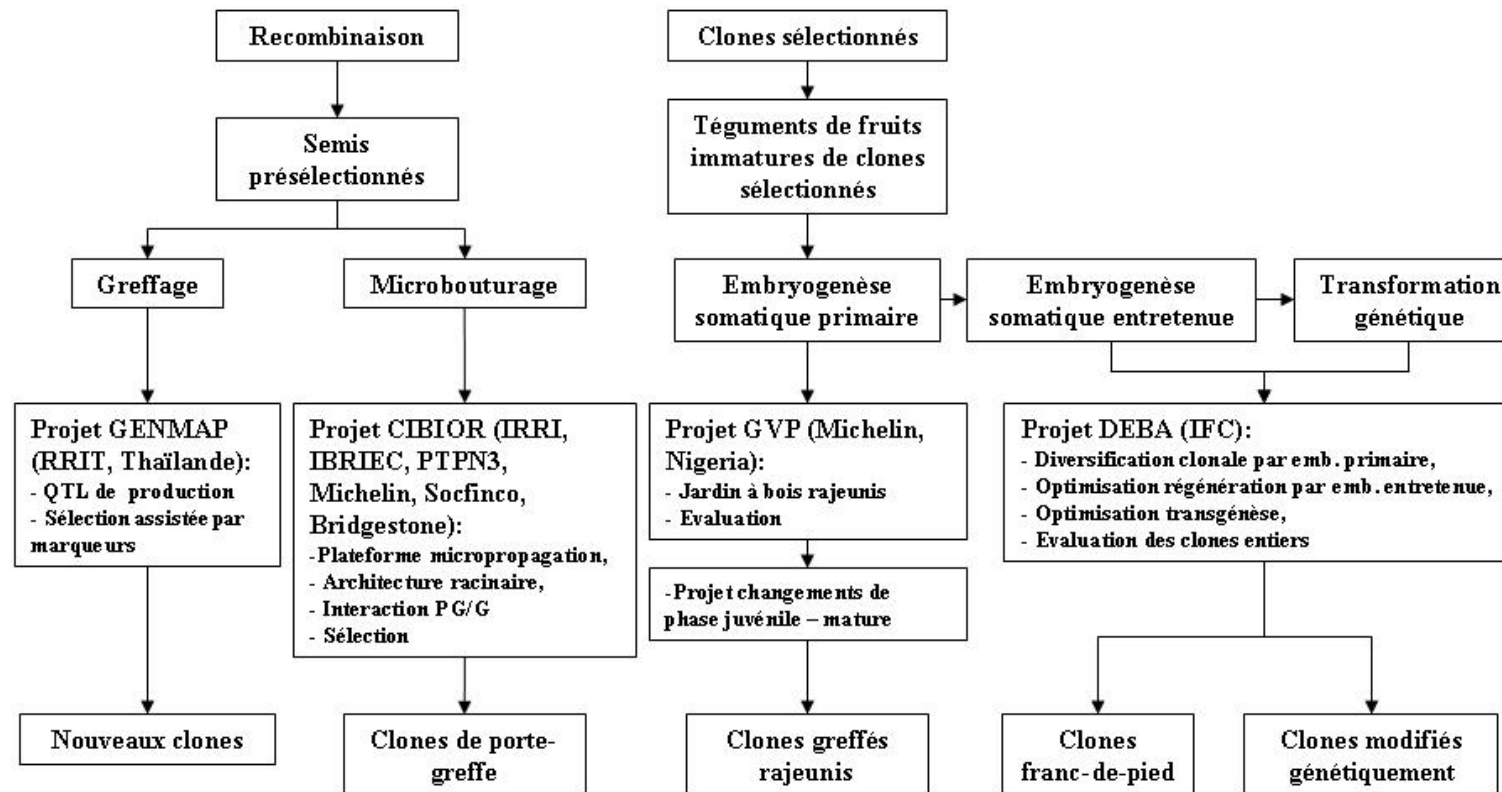 Recombinaison
Clones sélectionnés
Semis
présélectionnés
Téguments de fruits
immatures de clones
sélectionnés
Greffage
Microbouturage
Embryogenèse
somatique primaire
Embryogenèse
somatique entretenue
Transformation
génétique
Projet GENMAP
(RRIT, Thaïlande):
- QTL de production
- Sélection assistée par
marqueurs
Projet CIBIOR (IRRI,
IBRIEC, PTPN3,
Michelin, Socfinco,
Bridgestone):
-Plateforme micropropagation,
- Architecture racinaire,
- Interaction PG/G
- Sélection
Projet GVP (Michelin,
Nigeria):
- Jardin à bois rajeunis
- Evaluation
-Projet changements de
phase juvénile – mature
Projet DEBA (IFC):
- Diversification clonale par emb. primaire,
- Optimisation régénération par emb. entretenue,
- Optimisation transgénèse,
- Evaluation des clones entiers
Nouveaux clones
Clones de porte-
greffe
Clones greffés
rajeunis
Clones
franc-de-pied
Clones modifiés
génétiquement